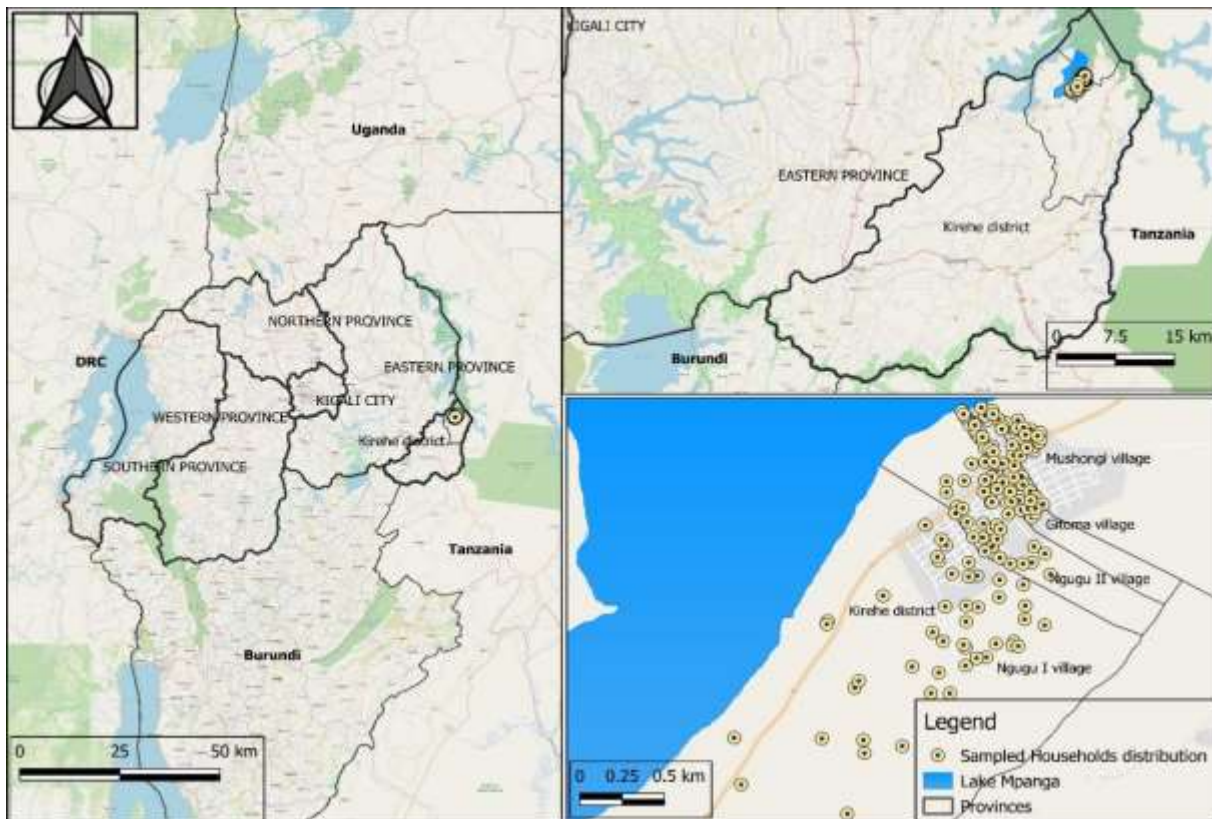 N
Uganda
NORTHERN PROVINCE
DRC
EASTERN PROVINCE
KIGALI CITY
WESTERN PROVINCE
Kirehe district
SOUTHERN PROVINCE
Tanzania
Burundi
0 25 50 km
KIGALI CITY
EASTERN PROVINCE
Kirehe district
Tanzania
Burundi
0 7.5 15 km
Mushongi village
Gitoma village
Ngugu II village
Kirehe district
Ngugu I village
0 0.25 0.5 km
Legend
Sampled Households distribution
Lake Mpanga
Provinces